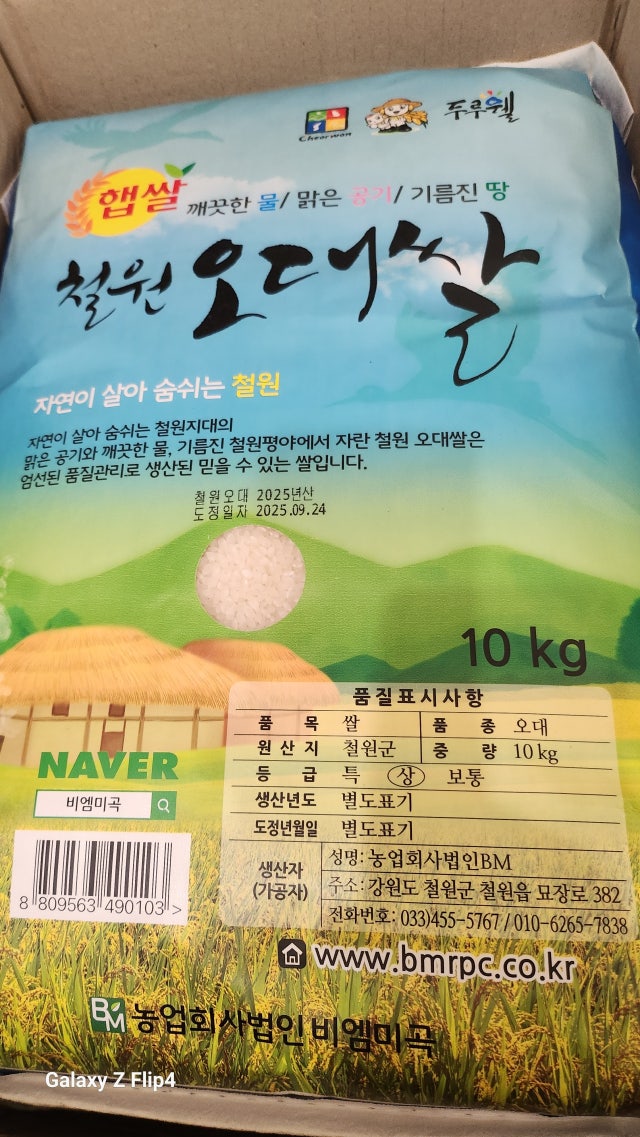 Cheorwon
두루웰
햅쌀
깨끗한 물/ 맑은 공기/ 기름진 땅
철원 오대쌀
자연이 살아 숨쉬는 철원
자연이 살아 숨쉬는 철원지대의
맑은 공기와 깨끗한 물, 기름진 철원평야에서 자란 철원 오대쌀은
엄선된 품질관리로 생산된 믿을 수 있는 쌀입니다.
철원오대 2025년산
도정일자 2025.09.24
10 kg
품질표시사항
품 목 쌀 품 종 오대
원산지 철원군 중 량 10 kg
등 급 특 상 보통
생산년도 별도표기
도정년월일 별도표기
생산자
(가공자)
성명: 농업회사법인BM
주소: 강원도 철원군 철원읍 묘장로 382
전화번호: 033)455-5767 / 010-6265-7838
NAVER
비엠미곡
8 809563 490103 >
www.bmrpc.co.kr
BM 농업회사법인 비엠미곡
Galaxy Z Flip4